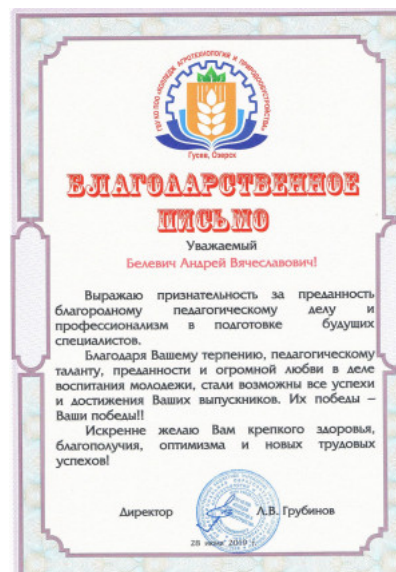 ГБУ КО ПОО «КОЛЛЕДЖ АГРОТЕХНОЛОГИЙ И ПРИРОДООБУСТРОЙСТВА»
Гусев, Озерск
БЛАГОДАРСТВЕННОЕ
ПИСЬМО
Уважаемый
Белевич Андрей Вячеславович!
Выражаю признательность за преданность
благородному педагогическому делу и
профессионализм в подготовке будущих
специалистов.
Благодаря Вашему терпению, педагогическому
таланту, преданности и огромной любви в деле
воспитания молодежи, стали возможны все успехи
и достижения Ваших выпускников. Их победы –
Ваши победы!!
Искренне желаю Вам крепкого здоровья,
благополучия, оптимизма и новых трудовых
успехов!
Директор Л.В. Грубинов
28 июня 2019 г.